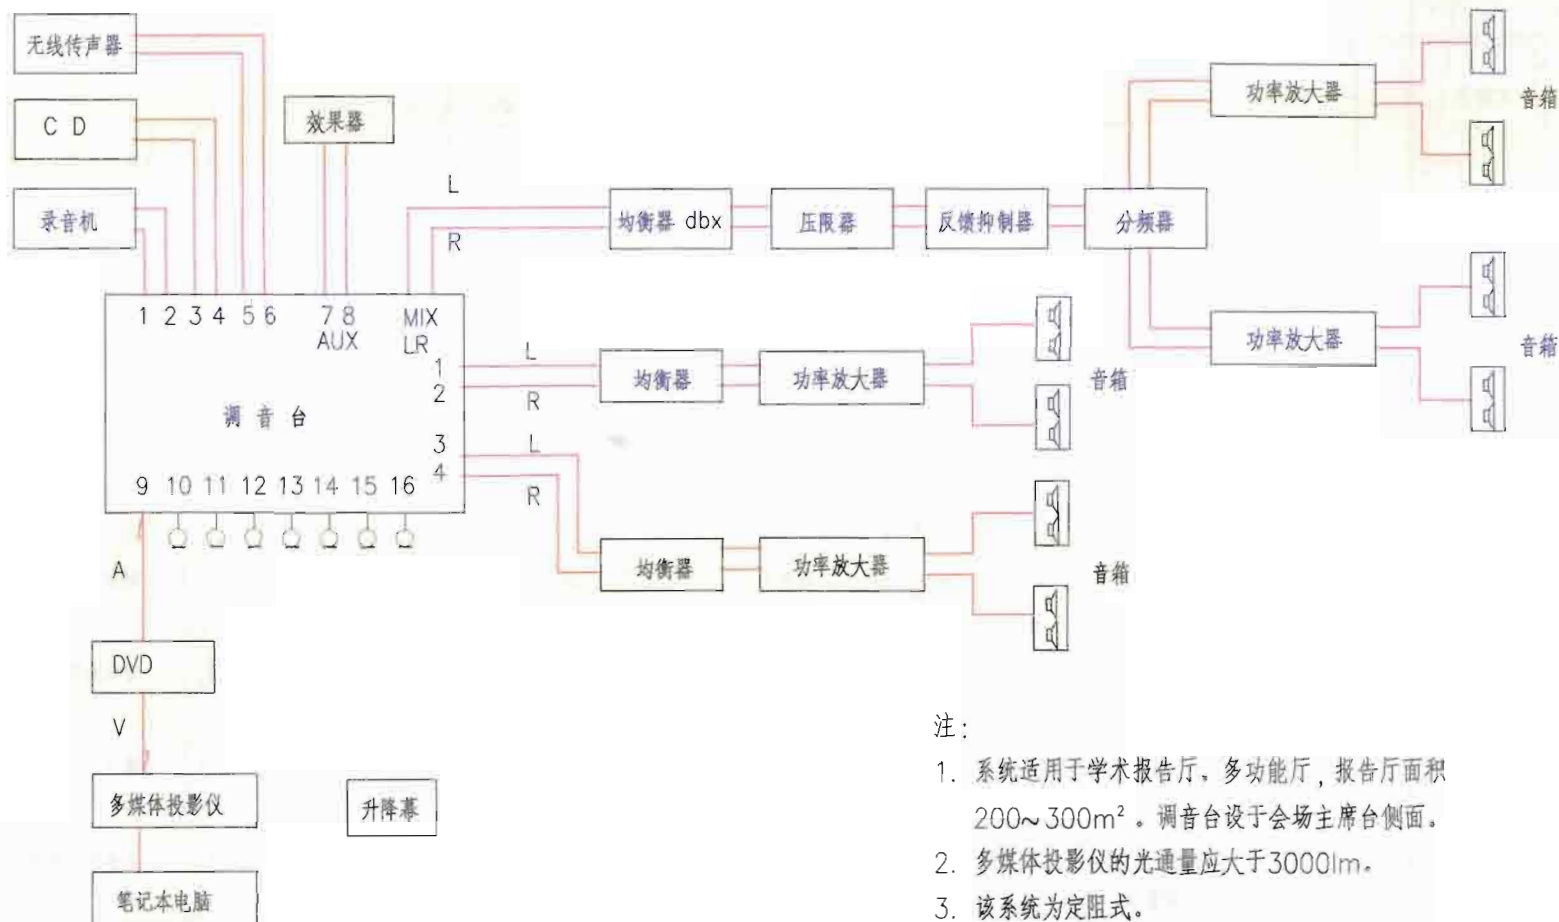 无线传声器
C D
录音机
效果器
L
R
均衡器 dbx
压限器
反馈抑制器
分频器
功率放大器
音箱
功率放大器
音箱
1 2 3 4 5 6 7 8 MIX
AUX LR
1
2
调音台
3
4
9 10 11 12 13 14 15 16
L
R
均衡器
功率放大器
音箱
L
R
均衡器
功率放大器
音箱
A
DVD
V
多媒体投影仪
升降幕
笔记本电脑
注:
1. 系统适用于学术报告厅。多功能厅,报告厅面积
200~300m²。调音台设于会场主席台侧面。
2. 多媒体投影仪的光通量应大于3000lm。
3. 该系统为定阻式。